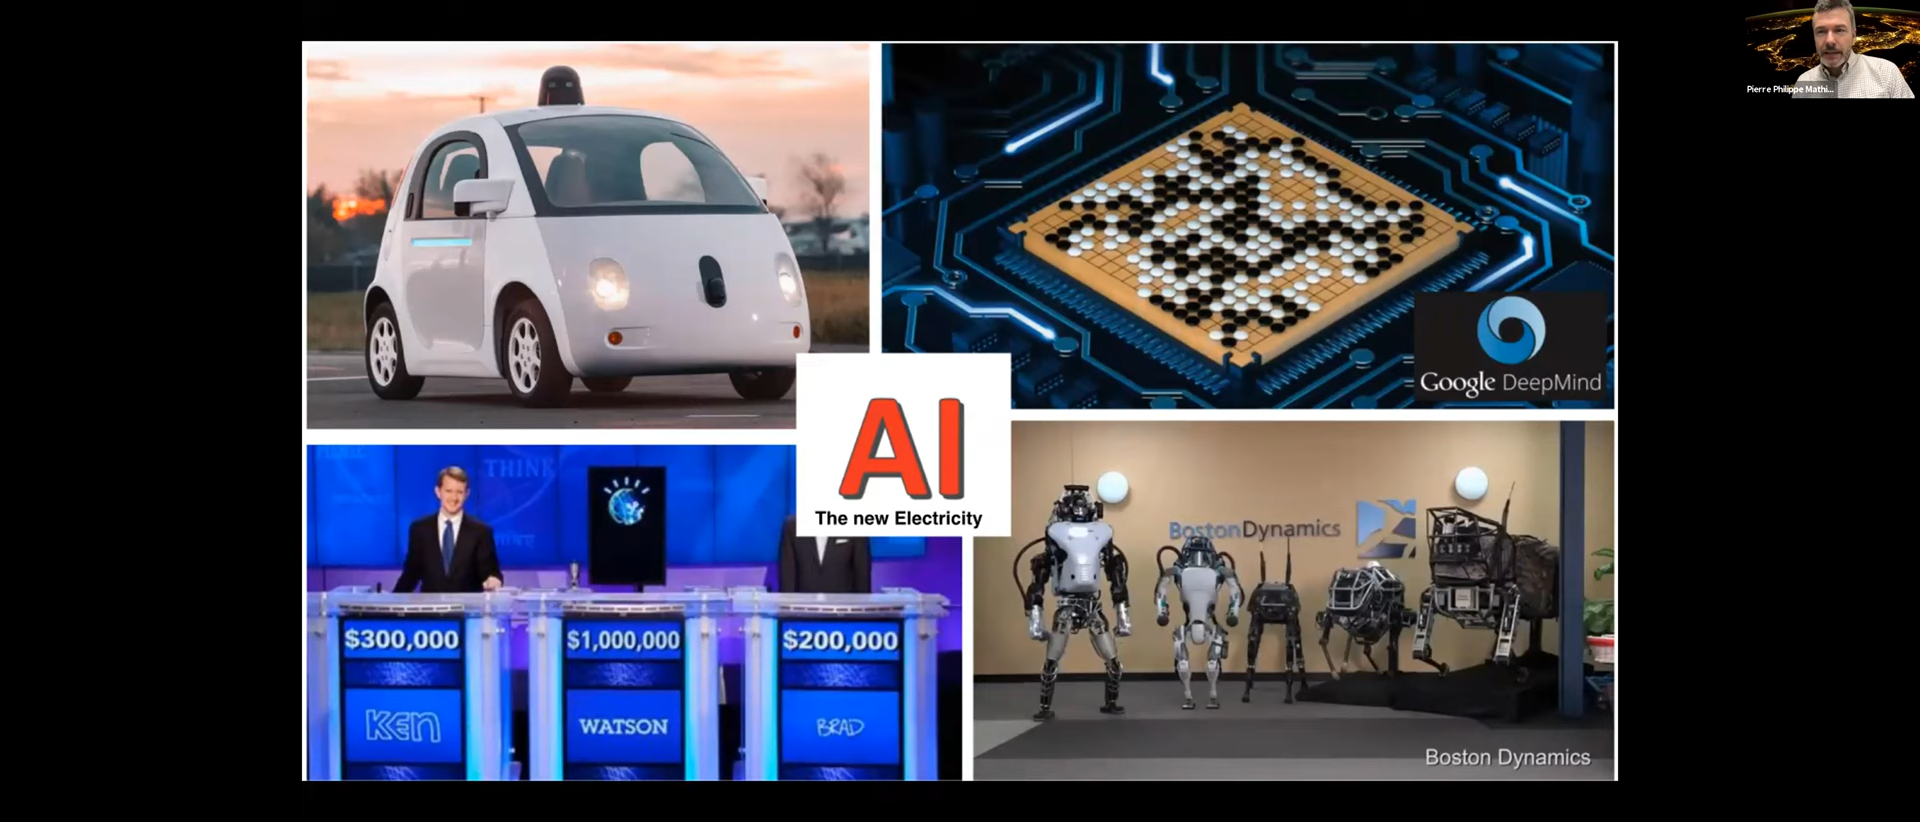 Pierre Philippe Mathi...
Google DeepMind
AI
The new Electricity
THINK
$300,000
$1,000,000
$200,000
KEN
WATSON
BRAD
BostonDynamics
Boston Dynamics